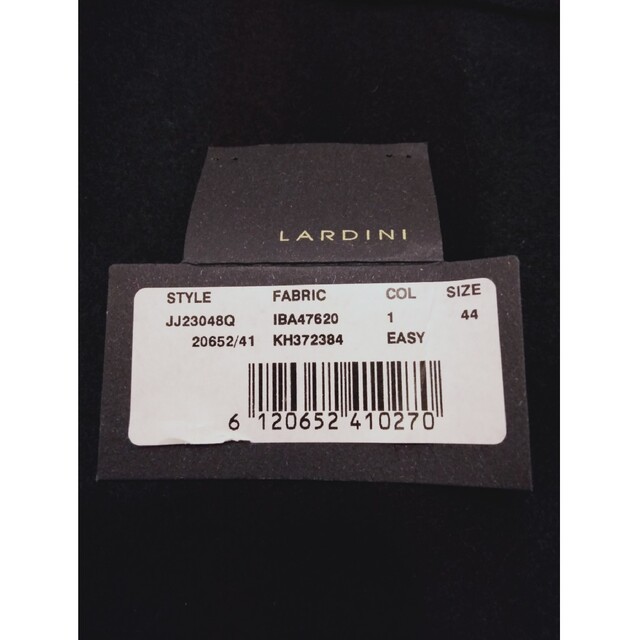 LARDINI
STYLE FABRIC COL SIZE
JJ23048Q IBA47620 1 44
20652/41 KH372384 EASY
6 120652 410270